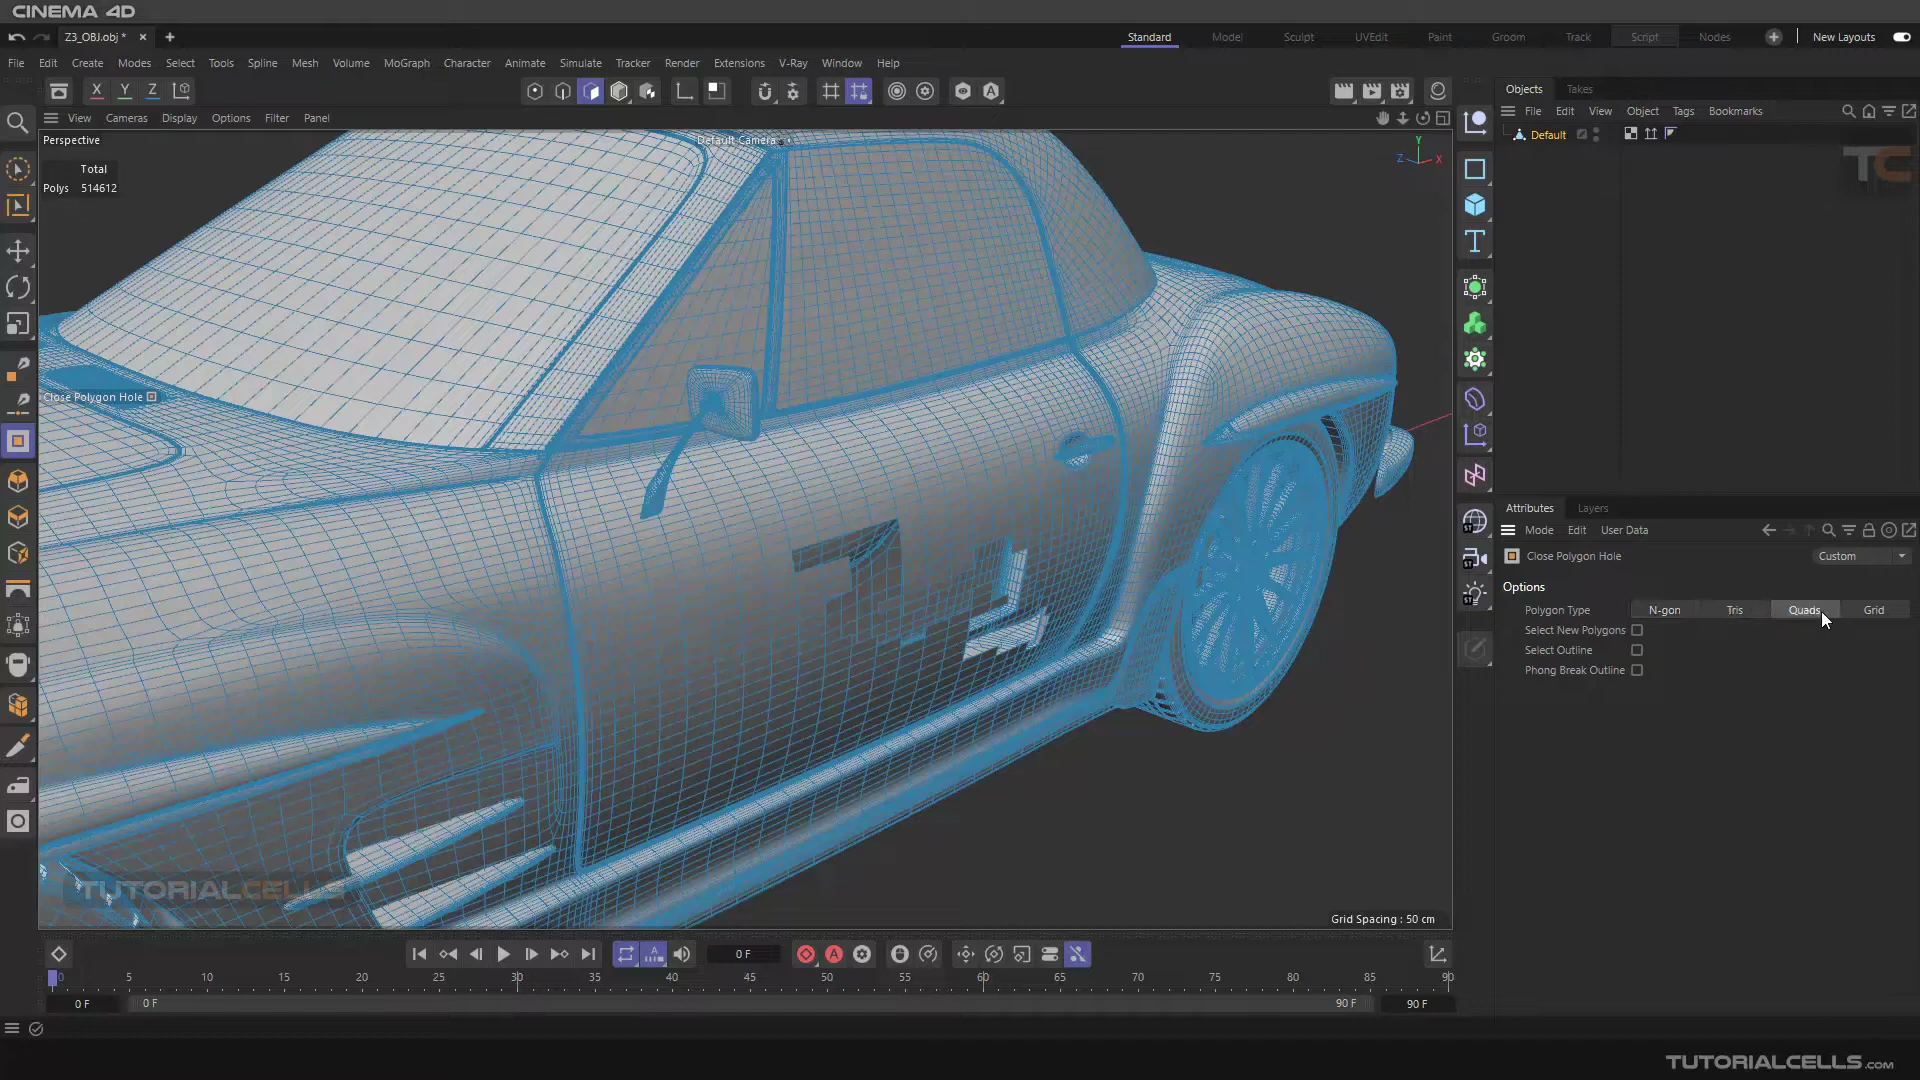 CINEMA 4D
Z3_OBJ.obj *
Standard Model Sculpt UVEdit Paint Groom Track Script Nodes New Layouts
File Edit Create Modes Select Tools Spline Mesh Volume MoGraph Character Animate Simulate Tracker Render Extensions V-Ray Window Help
X Y Z
View Cameras Display Options Filter Panel
Perspective
Default Camera
Total
Polys 514612
Close Polygon Hole
Y
Z X
Grid Spacing : 50 cm
TUTORIALCELLS
Objects Takes
File Edit View Object Tags Bookmarks
Default
TC
Attributes Layers
Mode Edit User Data
Close Polygon Hole Custom
Options
Polygon Type N-gon Tris Quads Grid
Select New Polygons
Select Outline
Phong Break Outline
0 F
0 5 10 15 20 25 30 35 40 45 50 55 60 65 70 75 80 85 90
0 F 0 F 90 F 90 F
TUTORIALCELLS.COM